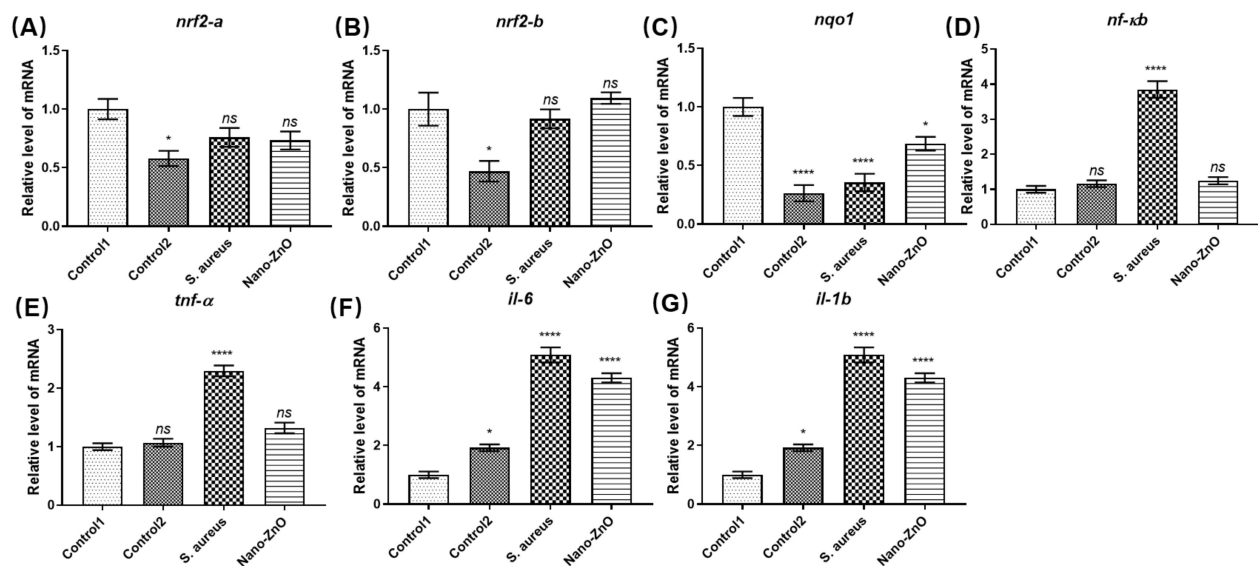 (A) nrf2-a
Relative level of mRNA
1.5
1.0
0.5
0.0
*
ns
ns
Control1
Control2
S. aureus
Nano-ZnO
(B) nrf2-b
Relative level of mRNA
1.5
1.0
0.5
0.0
*
ns
ns
Control1
Control2
S. aureus
Nano-ZnO
(C) nqo1
Relative level of mRNA
1.5
1.0
0.5
0.0
****
****
*
Control1
Control2
S. aureus
Nano-ZnO
(D) nf-κb
Relative level of mRNA
5
4
3
2
1
0
ns
****
ns
Control1
Control2
S. aureus
Nano-ZnO
(E) tnf-α
Relative level of mRNA
3
2
1
0
ns
****
ns
Control1
Control2
S. aureus
Nano-ZnO
(F) il-6
Relative level of mRNA
6
4
2
0
*
****
****
Control1
Control2
S. aureus
Nano-ZnO
(G) il-1b
Relative level of mRNA
6
4
2
0
*
****
****
Control1
Control2
S. aureus
Nano-ZnO